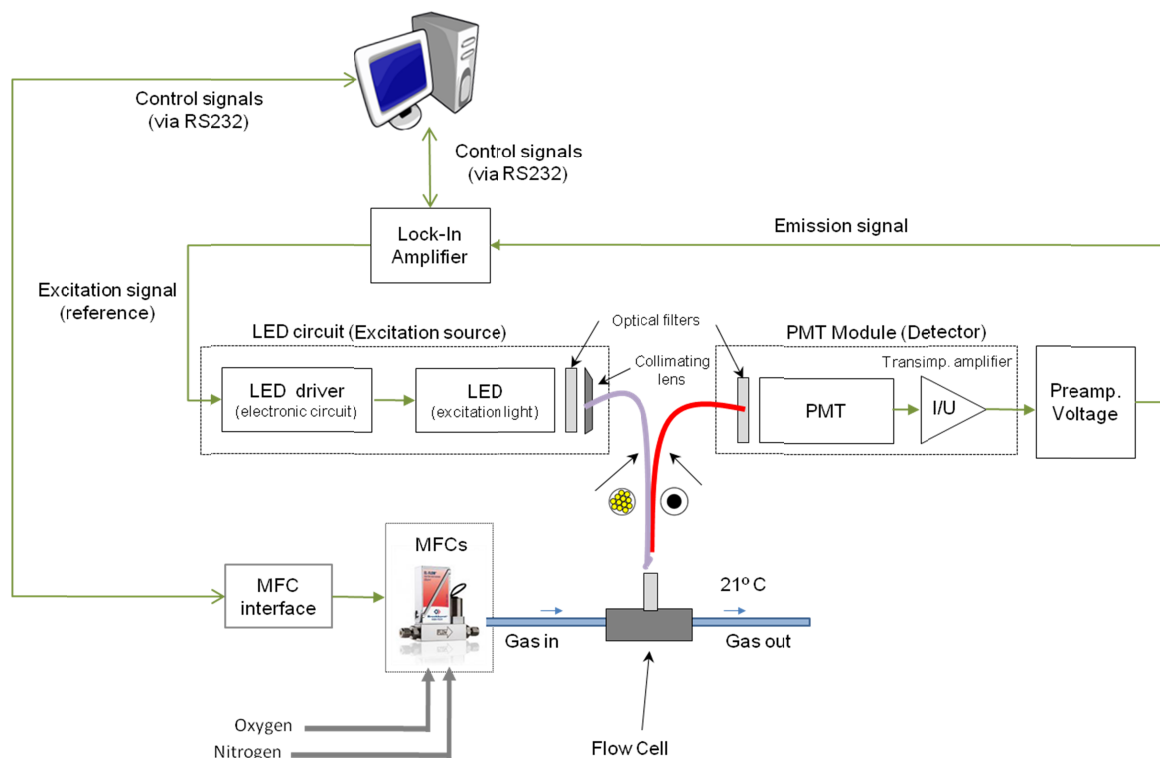 Control signals
(via RS232)
Control signals
(via RS232)
Lock-In
Amplifier
Emission signal
Excitation signal
(reference)
LED circuit (Excitation source)
Optical filters
PMT Module (Detector)
Collimating
lens
Transimp. amplifier
LED driver
(electronic circuit)
LED
(excitation light)
PMT
I/U
Preamp.
Voltage
MFCs
MFC
interface
21º C
Gas in
Gas out
Oxygen
Nitrogen
Flow Cell